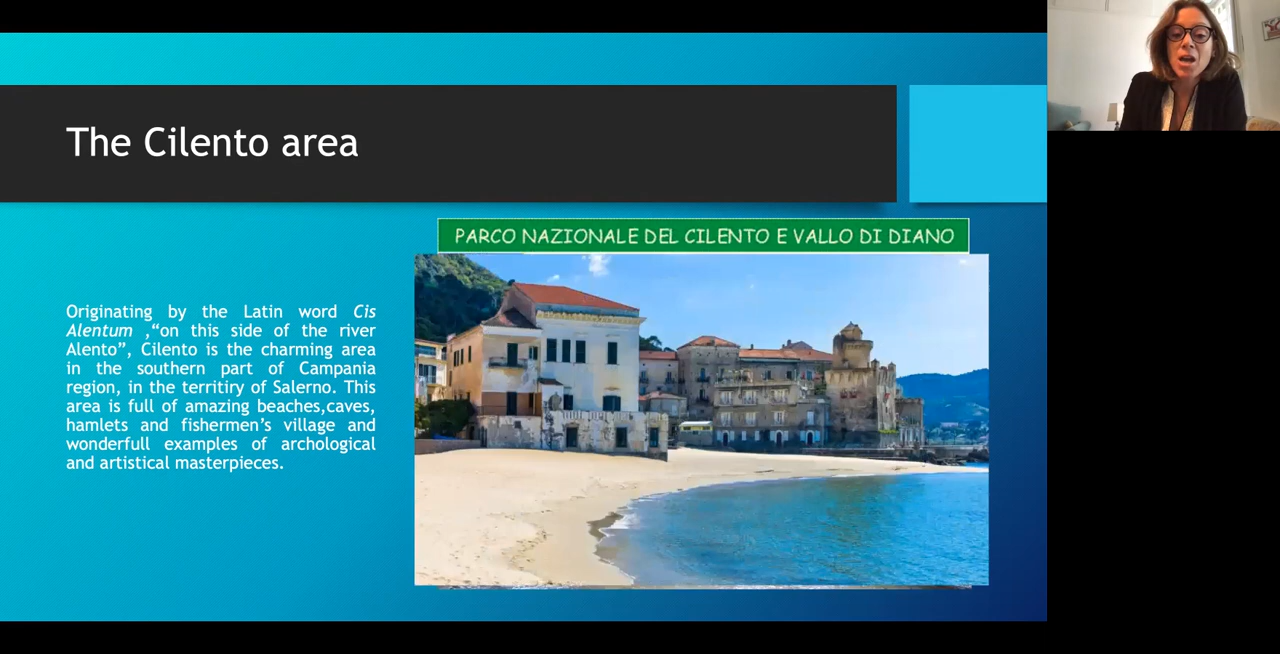 The Cilento area
PARCO NAZIONALE DEL CILENTO E VALLO DI DIANO
Originating by the Latin word Cis
Alentum ,“on this side of the river
Alento”, Cilento is the charming area
in the southern part of Campania
region, in the territiry of Salerno. This
area is full of amazing beaches,caves,
hamlets and fishermen’s village and
wonderfull examples of archological
and artistical masterpieces.